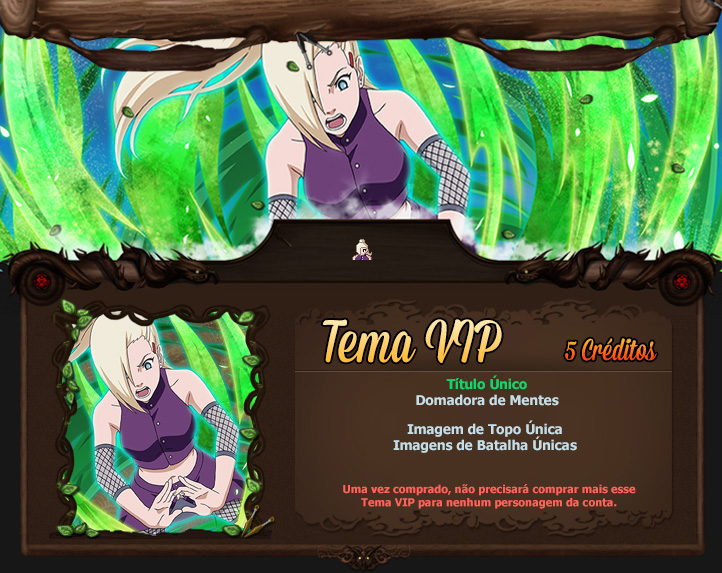 Tema VIP
5 Créditos
Título Único
Domadora de Mentes
Imagem de Topo Única
Imagens de Batalha Únicas
Uma vez comprado, não precisará comprar mais esse
Tema VIP para nenhum personagem da conta.